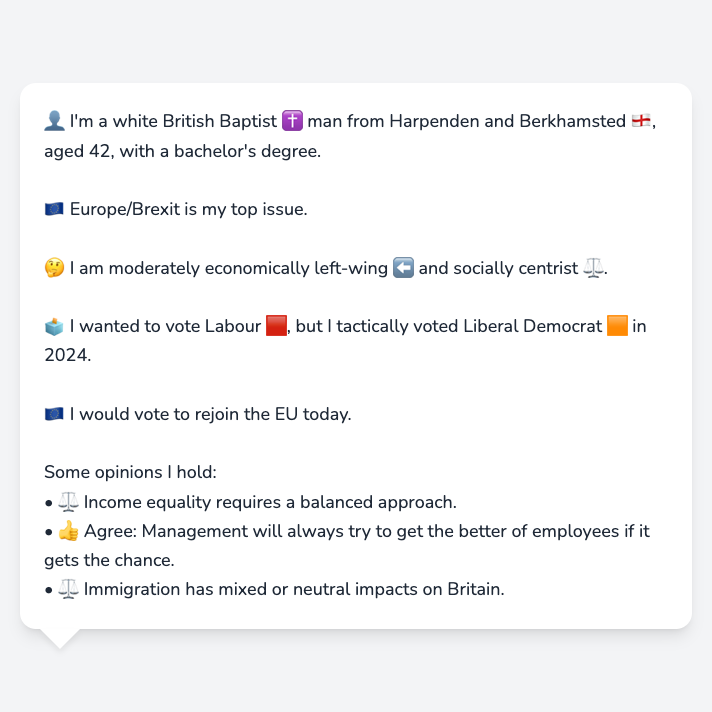 👤 I'm a white British Baptist ✝️ man from Harpenden and Berkhamsted 🏴󠁧󠁢󠁥󠁮󠁧󠁿,
aged 42, with a bachelor's degree.
🇪🇺 Europe/Brexit is my top issue.
🤔 I am moderately economically left-wing ⬅️ and socially centrist ⚖️.
🗳️ I wanted to vote Labour 🟥, but I tactically voted Liberal Democrat 🟧 in
2024.
🇪🇺 I would vote to rejoin the EU today.
Some opinions I hold:
• ⚖️ Income equality requires a balanced approach.
• 👍 Agree: Management will always try to get the better of employees if it
gets the chance.
• ⚖️ Immigration has mixed or neutral impacts on Britain.